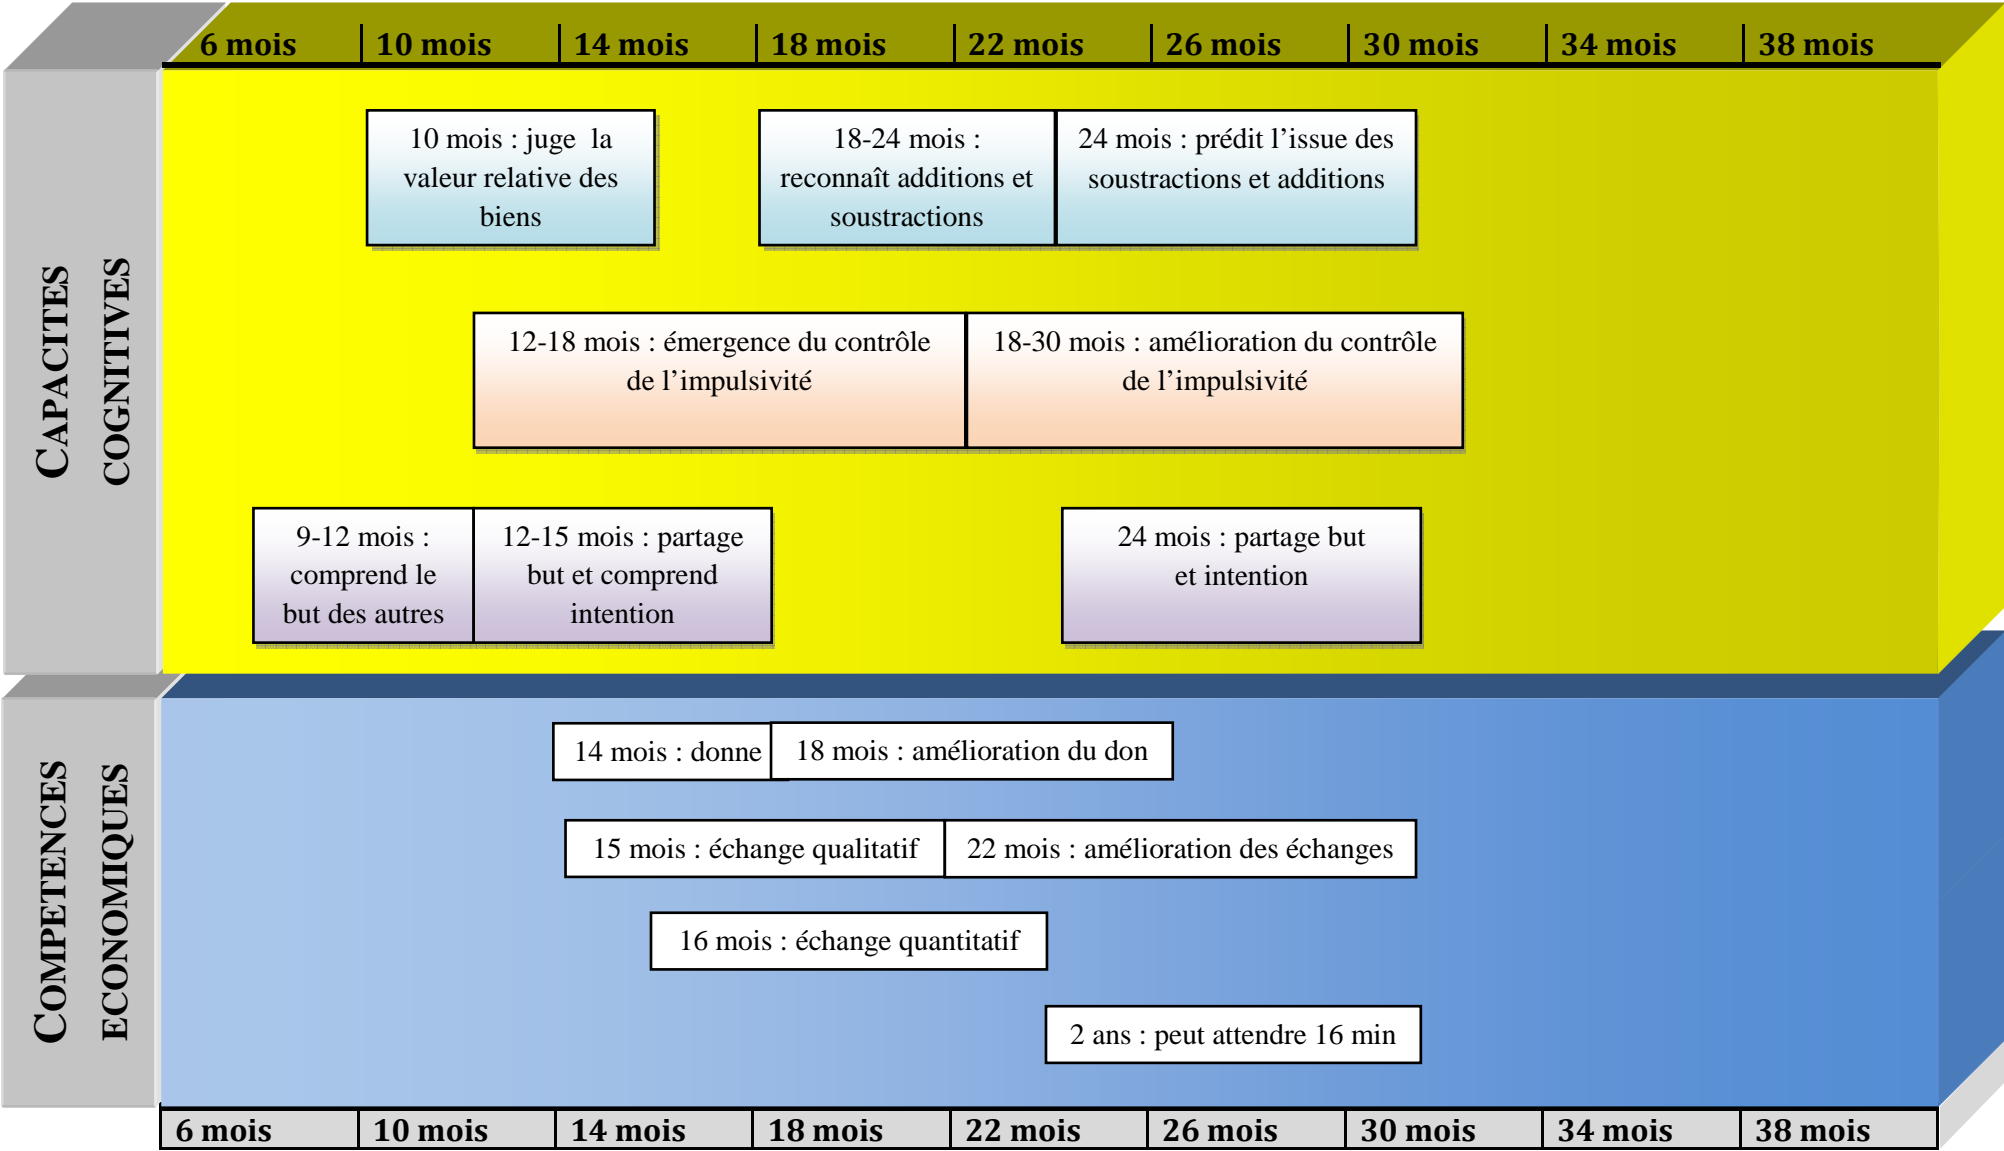 6 mois 10 mois 14 mois 18 mois 22 mois 26 mois 30 mois 34 mois 38 mois
CAPACITES
COGNITIVES
10 mois : juge la
valeur relative des
biens
18-24 mois :
reconnaît additions et
soustractions
24 mois : prédit l’issue des
soustractions et additions
12-18 mois : émergence du contrôle
de l’impulsivité
18-30 mois : amélioration du contrôle
de l’impulsivité
9-12 mois :
comprend le
but des autres
12-15 mois : partage
but et comprend
intention
24 mois : partage but
et intention
COMPETENCES
ECONOMIQUES
14 mois : donne
18 mois : amélioration du don
15 mois : échange qualitatif
22 mois : amélioration des échanges
16 mois : échange quantitatif
2 ans : peut attendre 16 min
6 mois 10 mois 14 mois 18 mois 22 mois 26 mois 30 mois 34 mois 38 mois